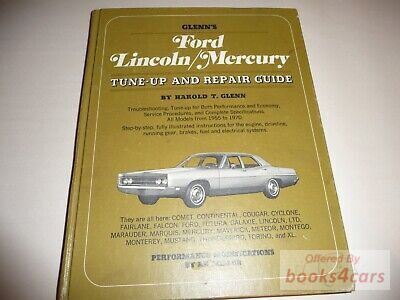 GLENN'S
Ford
Lincoln/Mercury
TUNE-UP AND REPAIR GUIDE
BY HAROLD T. GLENN
Troubleshooting, Tune-up for Both Performance and Economy,
Service Procedures, and Complete Specifications.
All Models from 1955 to 1970.
Step-by-step, fully illustrated instructions for the engine, driveline,
running gear, brakes, fuel and electrical systems.
They are all here: COMET, CONTINENTAL, COUGAR, CYCLONE,
FAIRLANE, FALCON, FORD, FUTURA, GALAXIE, LINCOLN, LTD,
MARAUDER, MARQUIS, MERCURY, MAVERICK, METEOR, MONTEGO,
MONTEREY, MUSTANG, THUNDERBIRD, TORINO, and XL.
PERFORMANCE MODIFICATIONS
BY AK MILLER
Offered By
books4cars